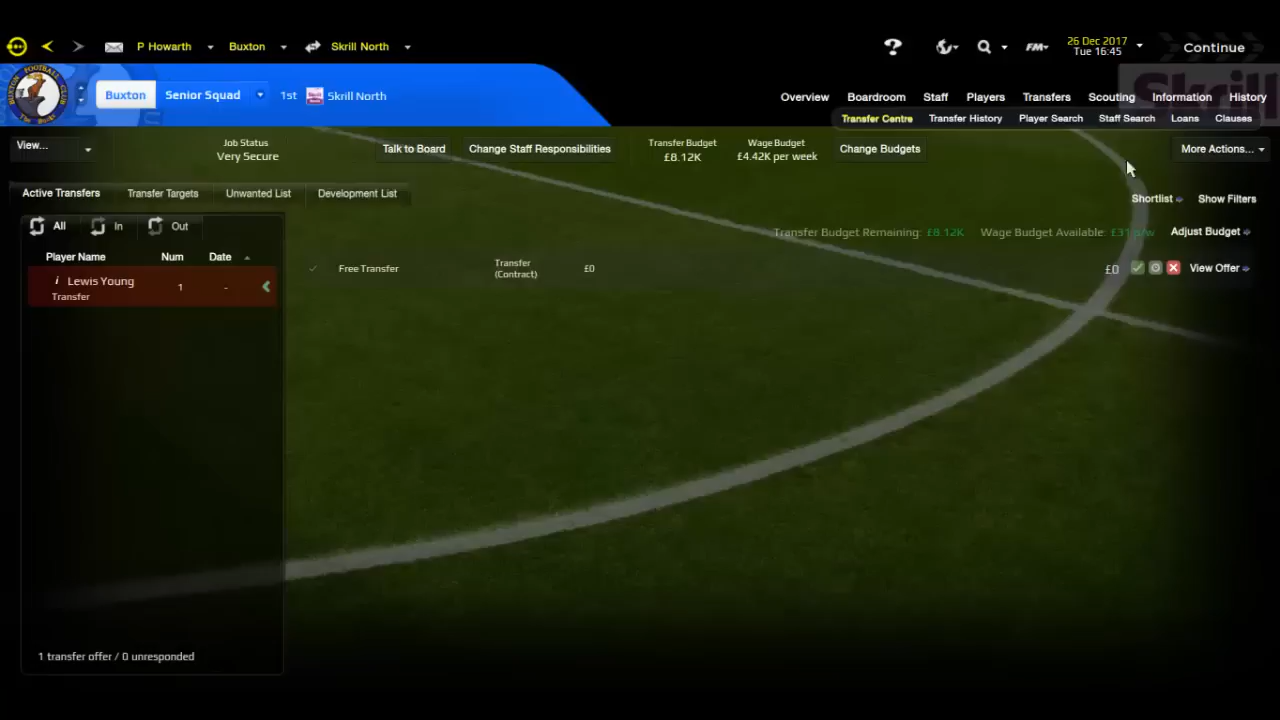 P Howarth
Buxton
Skrill North
FM
26 Dec 2017
Tue 16:45
Continue
Buxton
Senior Squad
1st
Skrill North
Skrill
Overview
Boardroom
Staff
Players
Transfers
Scouting
Information
History
Transfer Centre
Transfer History
Player Search
Staff Search
Loans
Clauses
View...
Job Status
Very Secure
Talk to Board
Change Staff Responsibilities
Transfer Budget
£8.12K
Wage Budget
£4.42K per week
Change Budgets
More Actions...
Active Transfers
Transfer Targets
Unwanted List
Development List
Shortlist
Show Filters
All
In
Out
Transfer Budget Remaining: £8.12K
Wage Budget Available:
Adjust Budget
Player Name
Num
Date
Lewis Young
Transfer
1
-
Free Transfer
Transfer
(Contract)
£0
£0
View Offer
1 transfer offer / 0 unresponded